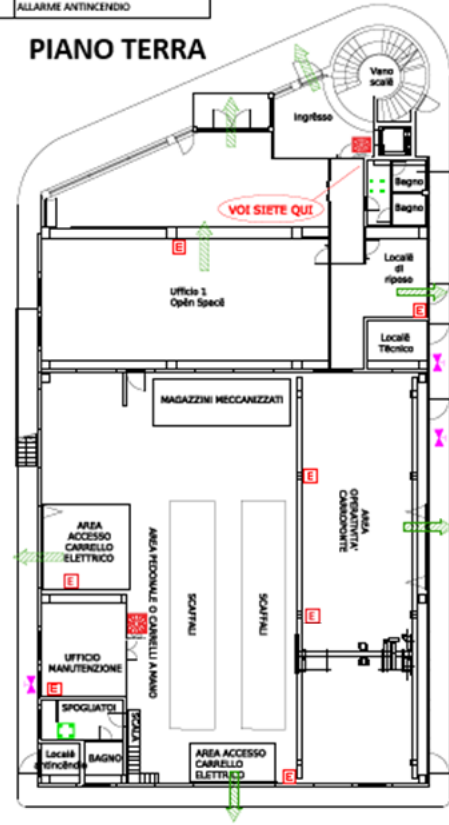 ALLARME ANTINCENDIO
PIANO TERRA
Vano
scale
Ingresso
Bagno
Bagno
VOI SIETE QUI
E
Locale
di
riposo
Ufficio 1
Open Space
E
Locale
Tecnico
MAGAZZINI MECCANIZZATI
E
AREA
OPERATIVITA'
CARROPONTE
AREA
ACCESSO
CARRELLO
ELETTRICO
E
AREA PEDONALE O CARRELLI A MANO
SCAFFALI
SCAFFALI
E
UFFICIO
MANUTENZIONE
E
SPOGLIATOI
SCALA
Locale
antincendio
BAGNO
AREA ACCESSO
CARRELLO
ELETTRICO
E